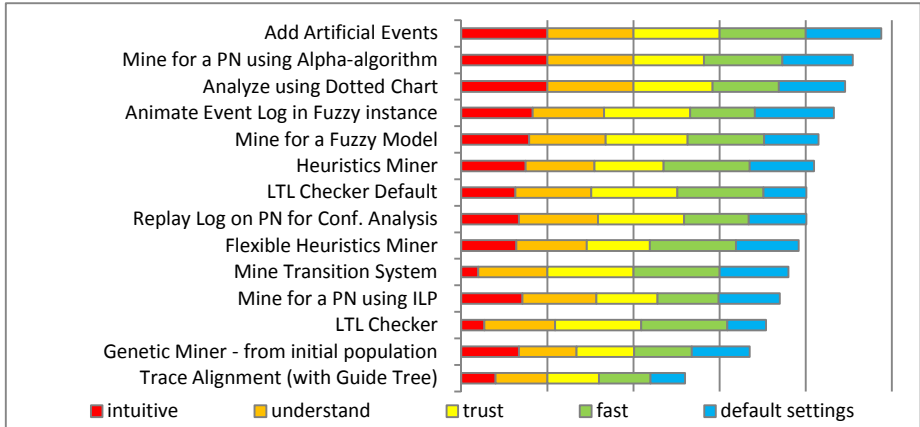 Add Artificial Events
Mine for a PN using Alpha-algorithm
Analyze using Dotted Chart
Animate Event Log in Fuzzy instance
Mine for a Fuzzy Model
Heuristics Miner
LTL Checker Default
Replay Log on PN for Conf. Analysis
Flexible Heuristics Miner
Mine Transition System
Mine for a PN using ILP
LTL Checker
Genetic Miner - from initial population
Trace Alignment (with Guide Tree)
intuitive understand trust fast default settings